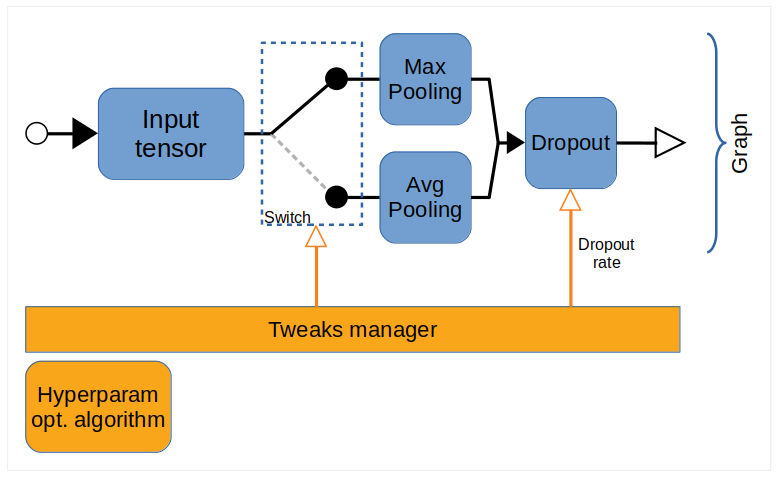 Input
tensor
Switch
Max
Pooling
Avg
Pooling
Dropout
Graph
Dropout
rate
Tweaks manager
Hyperparam
opt. algorithm